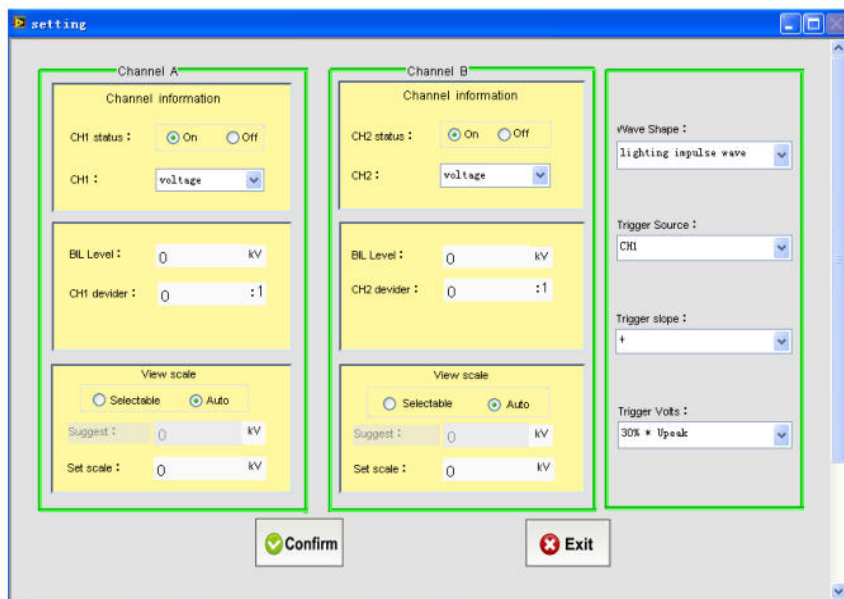 setting
Channel A
Channel information
CH1 status：
On
Off
CH1：
voltage
BIL Level：
0
kV
CH1 devider：
0
:1
View scale
Selectable
Auto
Suggest：
0
kV
Set scale：
0
kV
Channel B
Channel information
CH2 status：
On
Off
CH2：
voltage
BIL Level：
0
kV
CH2 devider：
0
:1
View scale
Selectable
Auto
Suggest：
0
kV
Set scale：
0
kV
Wave Shape：
lighting impulse wave
Trigger Source：
CH1
Trigger slope：
+
Trigger Volts：
30% * Upeak
Confirm
Exit